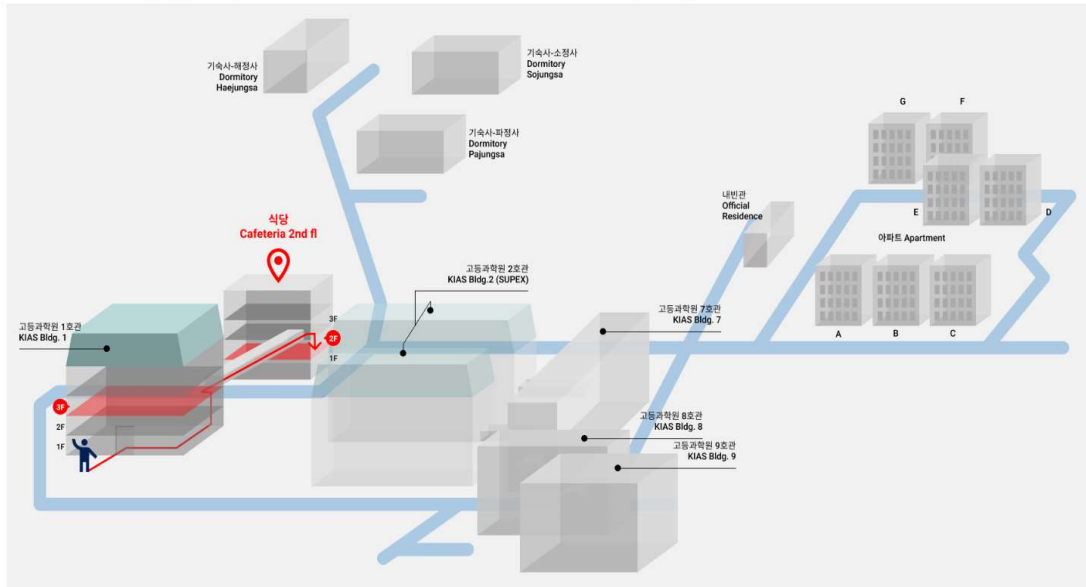 기숙사-해정사
Dormitory
Haejungsa
기숙사-소정사
Dormitory
Sojungsa
기숙사-파정사
Dormitory
Pajungsa
G
F
E
D
내빈관
Official
Residence
아파트 Apartment
A
B
C
식당
Cafeteria 2nd fl
고등과학원 2호관
KIAS Bldg.2 (SUPEX)
고등과학원 1호관
KIAS Bldg. 1
3F
2F
1F
고등과학원 7호관
KIAS Bldg. 7
3F
2F
1F
고등과학원 8호관
KIAS Bldg. 8
고등과학원 9호관
KIAS Bldg. 9